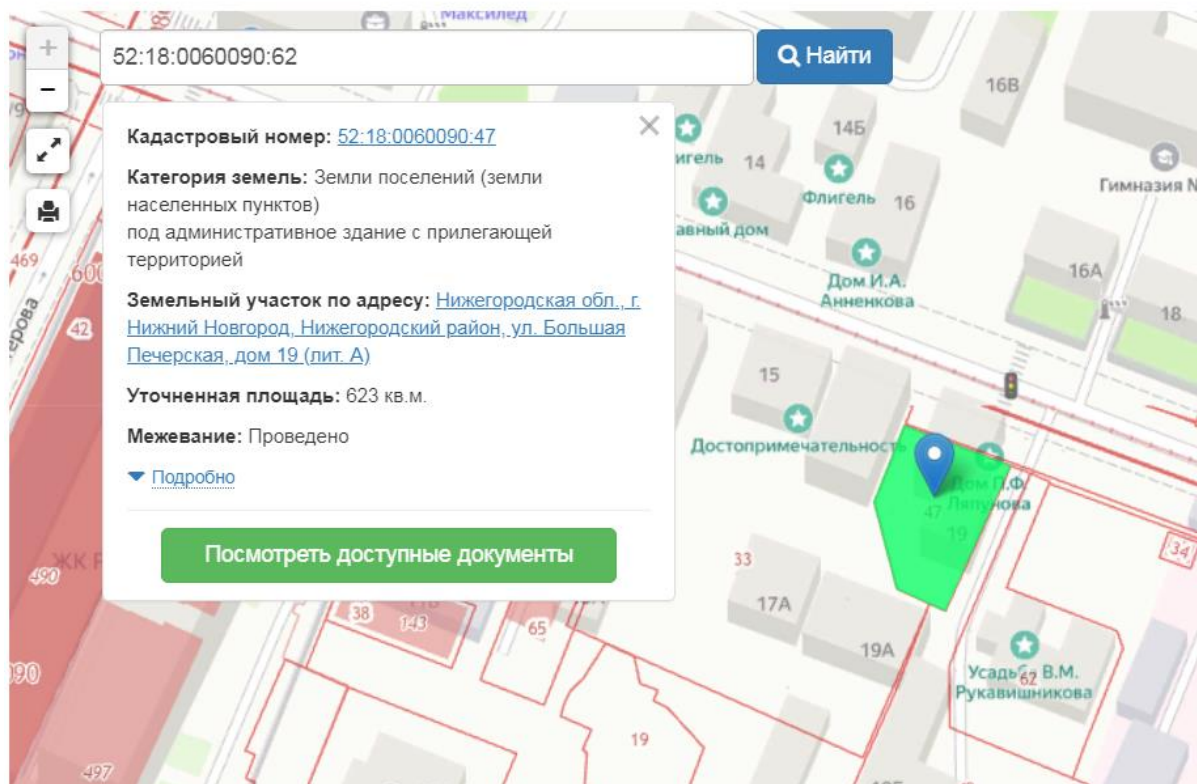 Максилед
52:18:0060090:62
Найти
Кадастровый номер: 52:18:0060090:47
Категория земель: Земли поселений (земли
населенных пунктов)
под административное здание с прилегающей
территорией
Земельный участок по адресу: Нижегородская обл., г.
Нижний Новгород, Нижегородский район, ул. Большая
Печерская, дом 19 (лит. А)
Уточненная площадь: 623 кв.м.
Межевание: Проведено
Подробно
Посмотреть доступные документы
16В
14Б
14
Флигель
16
Гимназия
Дом И.А.
Анненкова
16А
18
469
42
15
Достопримечательность
Дом П.Ф.
Ляпунова
47
19
34
33
490
38
143
65
17А
19А
Усадьба В.М.
Рукавишникова
62
19
497